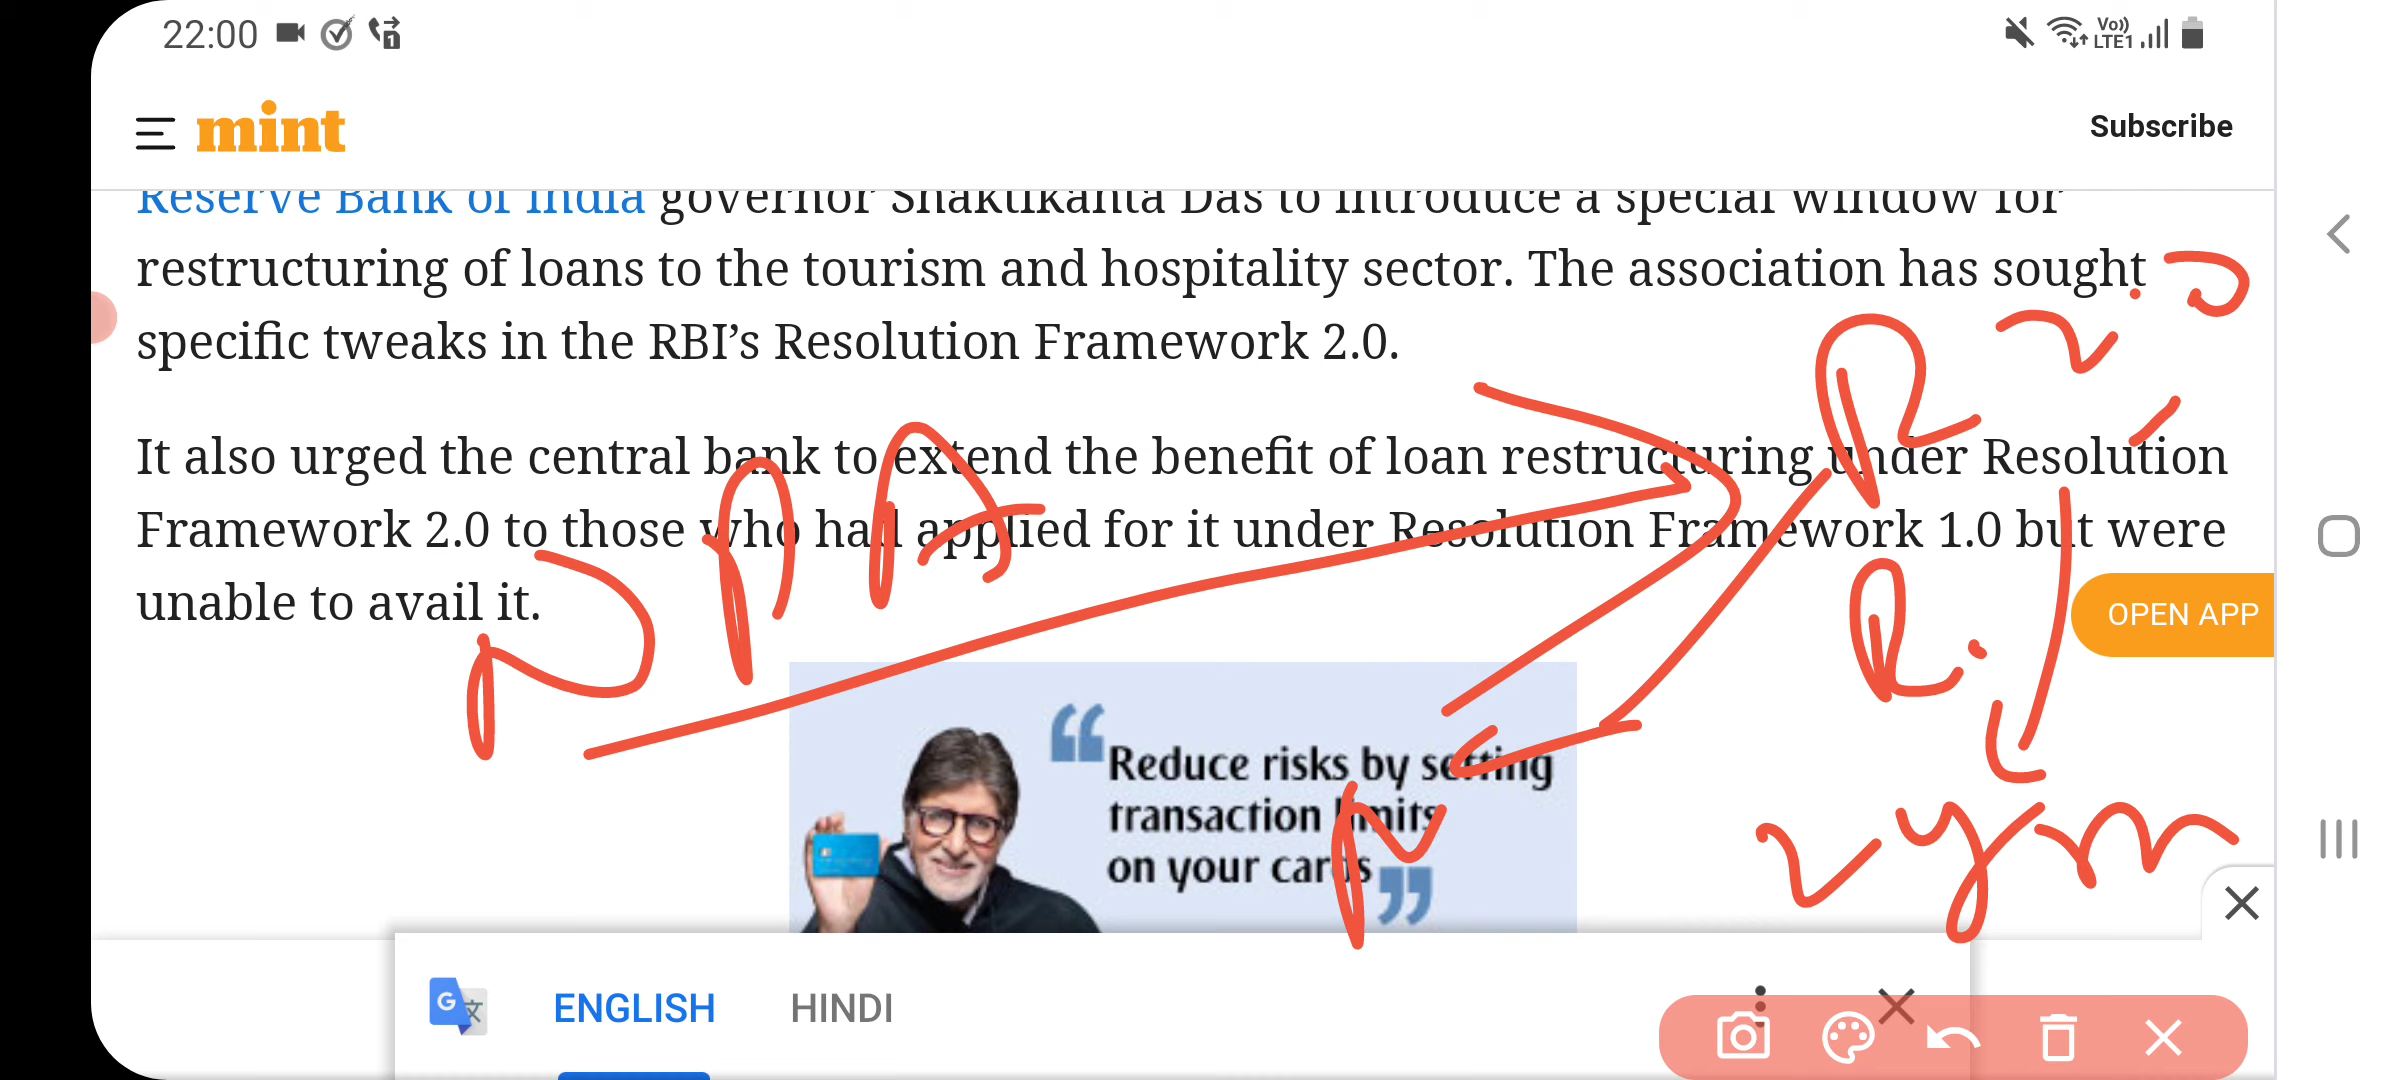 22:00
Vo))
LTE1
mint
Subscribe
Reserve Bank of India governor Shaktikanta Das to introduce a special window for
restructuring of loans to the tourism and hospitality sector. The association has sought
specific tweaks in the RBI’s Resolution Framework 2.0.
It also urged the central bank to extend the benefit of loan restructuring under Resolution
Framework 2.0 to those who had applied for it under Resolution Framework 1.0 but were
unable to avail it.
NPA
OPEN APP
“Reduce risks by setting
transaction limits
on your cards”
ENGLISH HINDI